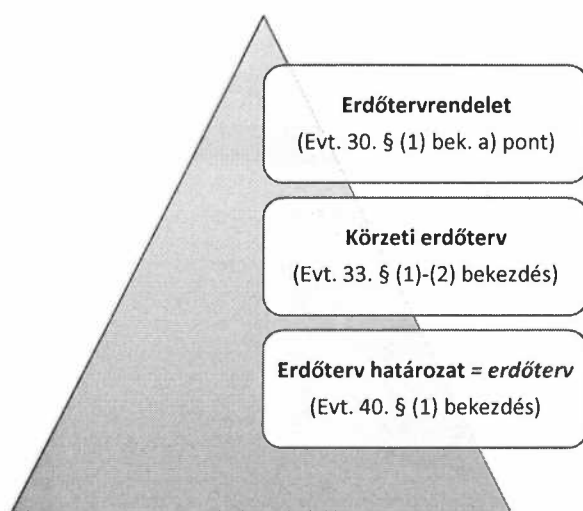 Erdőtervrendelet
(Evt. 30. § (1) bek. a) pont)
Körzeti erdőterv
(Evt. 33. § (1)-(2) bekezdés)
Erdőterv határozat = erdőterv
(Evt. 40. § (1) bekezdés)